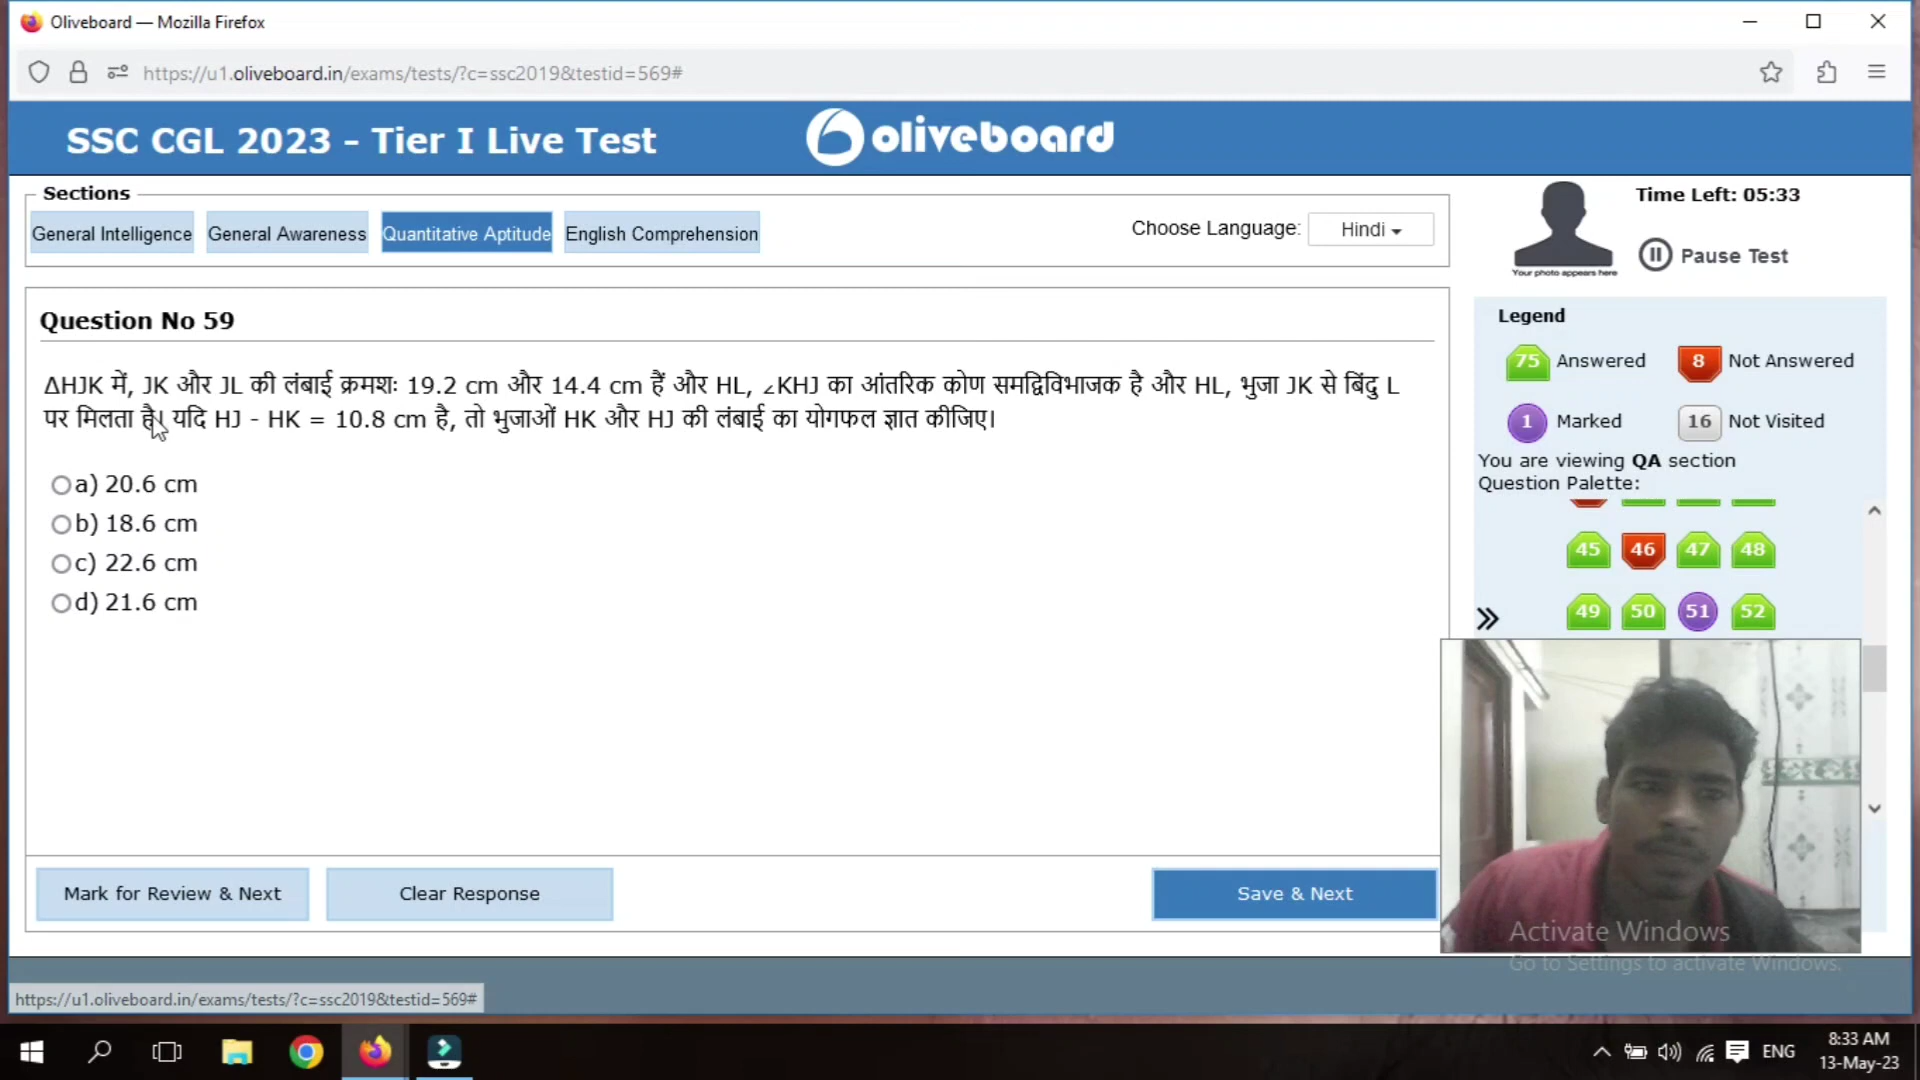 Oliveboard — Mozilla Firefox
https://u1.oliveboard.in/exams/tests/?c=ssc2019&testid=569#
SSC CGL 2023 - Tier I Live Test
oliveboard
Sections
General Intelligence
General Awareness
Quantitative Aptitude
English Comprehension
Choose Language:
Hindi
Your photo appears here
Time Left: 05:33
Pause Test
Question No 59
ΔHJK में, JK और JL की लंबाई क्रमशः 19.2 cm और 14.4 cm हैं और HL, ∠KHJ का आंतरिक कोण समद्विविभाजक है और HL, भुजा JK से बिंदु L
पर मिलता है। यदि HJ - HK = 10.8 cm है, तो भुजाओं HK और HJ की लंबाई का योगफल ज्ञात कीजिए।
a) 20.6 cm
b) 18.6 cm
c) 22.6 cm
d) 21.6 cm
Legend
75 Answered
8 Not Answered
1 Marked
16 Not Visited
You are viewing QA section
Question Palette:
45 46 47 48
49 50 51 52
Mark for Review & Next
Clear Response
Save & Next
Activate Windows
Go to Settings to activate Windows.
https://u1.oliveboard.in/exams/tests/?c=ssc2019&testid=569#
ENG
8:33 AM
13-May-23